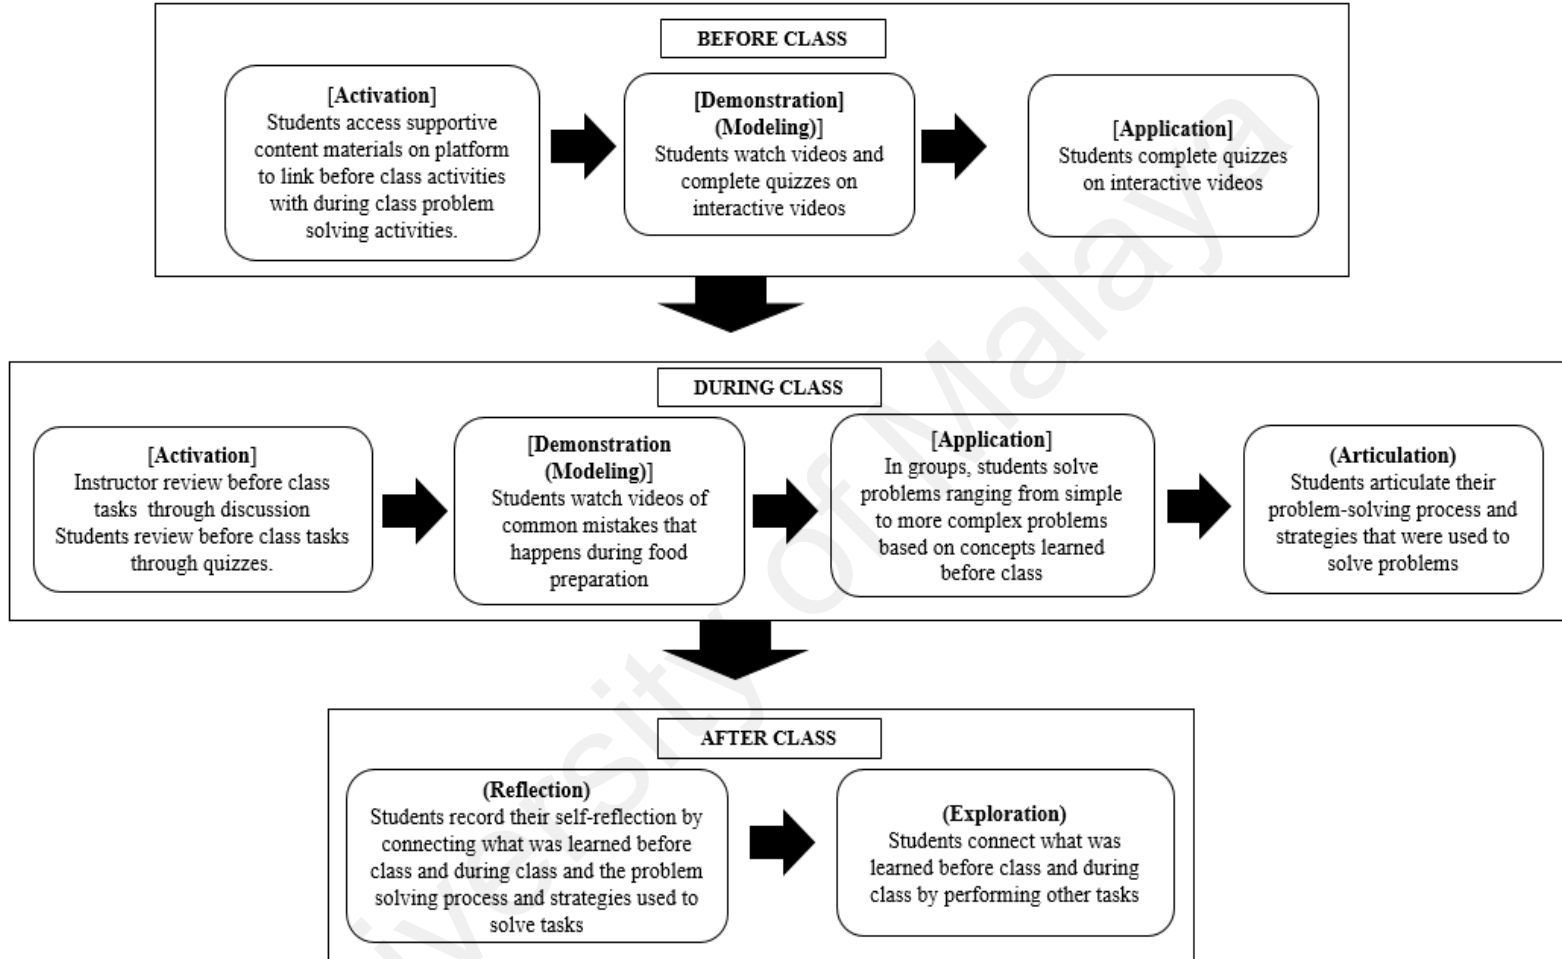 BEFORE CLASS
[Activation]
Students access supportive
content materials on platform
to link before class activities
with during class problem
solving activities.
[Demonstration]
(Modeling)]
Students watch videos and
complete quizzes on
interactive videos
[Application]
Students complete quizzes
on interactive videos
DURING CLASS
[Activation]
Instructor review before class
tasks through discussion
Students review before class tasks
through quizzes.
[Demonstration
(Modeling)]
Students watch videos of
common mistakes that
happens during food
preparation
[Application]
In groups, students solve
problems ranging from simple
to more complex problems
based on concepts learned
before class
(Articulation)
Students articulate their
problem-solving process and
strategies that were used to
solve problems
AFTER CLASS
(Reflection)
Students record their self-reflection by
connecting what was learned before
class and during class and the problem
solving process and strategies used to
solve tasks
(Exploration)
Students connect what was
learned before class and during
class by performing other tasks
iversity of Malaya